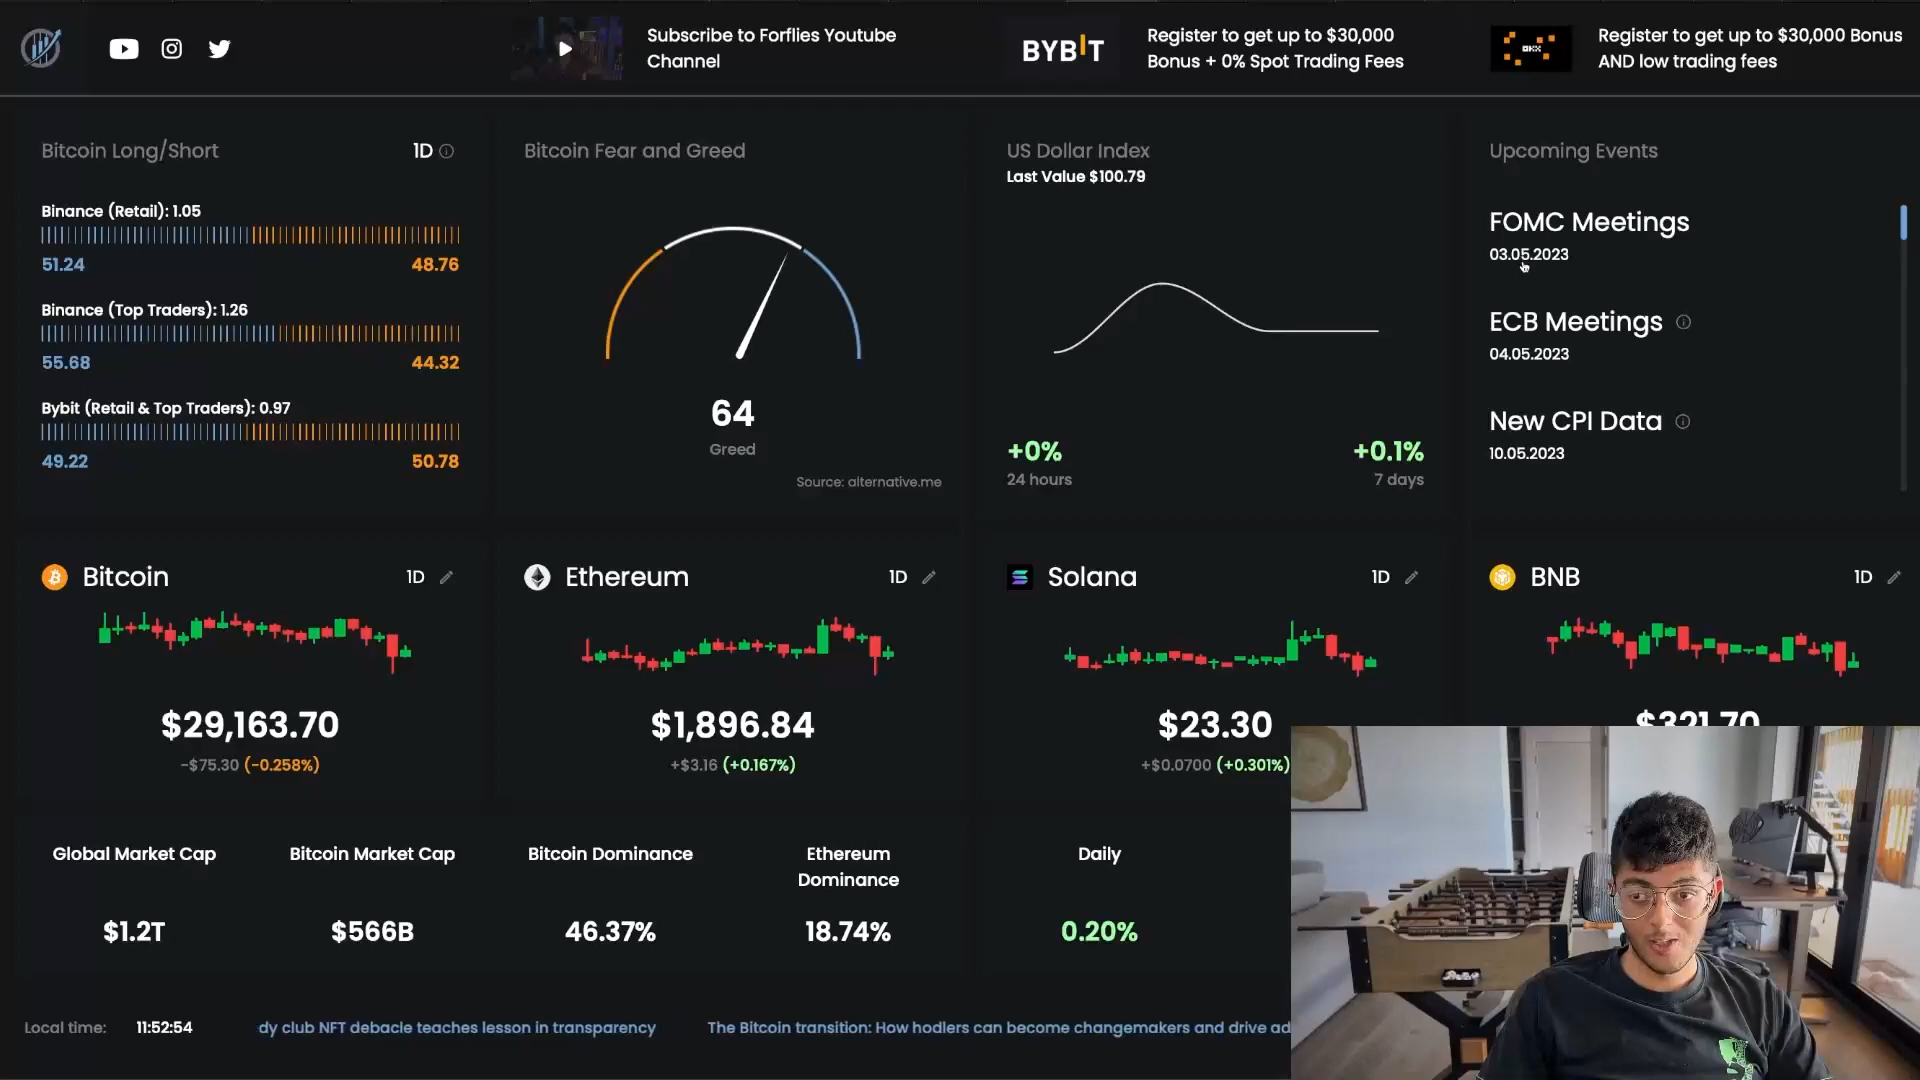 Subscribe to Forflies Youtube
Channel
BYBIT
Register to get up to $30,000
Bonus + 0% Spot Trading Fees
OKX
Register to get up to $30,000 Bonus
AND low trading fees
Bitcoin Long/Short
1D
Binance (Retail): 1.05
51.24
48.76
Binance (Top Traders): 1.26
55.68
44.32
Bybit (Retail & Top Traders): 0.97
49.22
50.78
Bitcoin Fear and Greed
64
Greed
Source: alternative.me
US Dollar Index
Last Value $100.79
+0%
24 hours
+0.1%
7 days
Upcoming Events
FOMC Meetings
03.05.2023
ECB Meetings
04.05.2023
New CPI Data
10.05.2023
Bitcoin
1D
$29,163.70
-$75.30 (-0.258%)
Ethereum
1D
$1,896.84
+$3.16 (+0.167%)
Solana
1D
$23.30
+$0.0700 (+0.301%)
BNB
1D
$321.70
Global Market Cap
$1.2T
Bitcoin Market Cap
$566B
Bitcoin Dominance
46.37%
Ethereum
Dominance
18.74%
Daily
0.20%
Local time:
11:52:54
dy club NFT debacle teaches lesson in transparency
The Bitcoin transition: How hodlers can become changemakers and drive ad